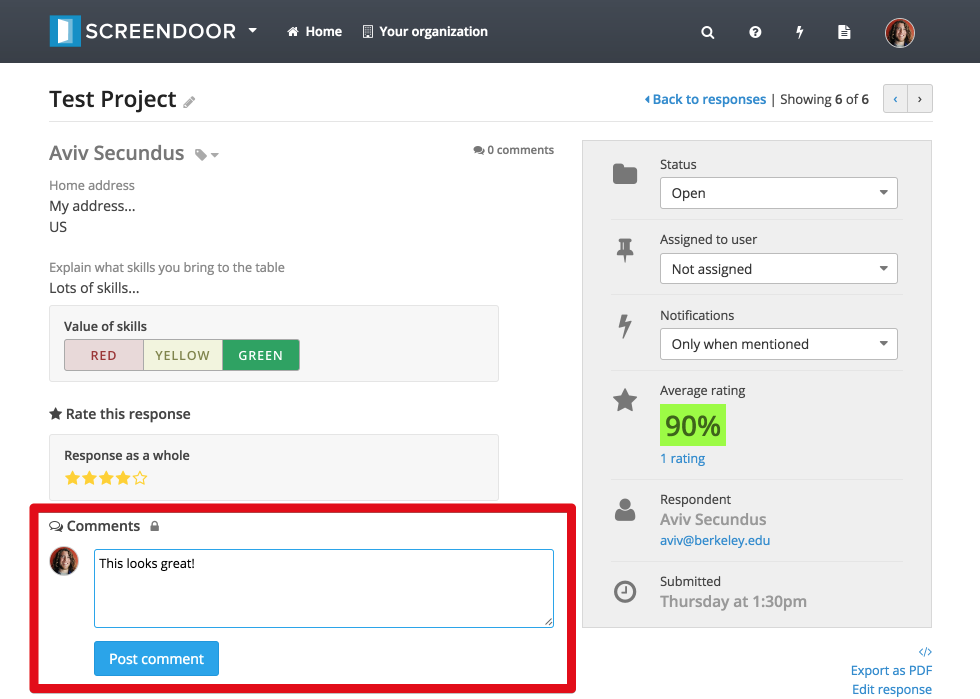 SCREENDOOR
Home
Your organization
Test Project
Back to responses | Showing 6 of 6
Aviv Secundus
0 comments
Home address
My address...
US
Explain what skills you bring to the table
Lots of skills...
Value of skills
RED YELLOW GREEN
Rate this response
Response as a whole
Comments
This looks great!
Post comment
Status
Open
Assigned to user
Not assigned
Notifications
Only when mentioned
Average rating
90%
1 rating
Respondent
Aviv Secundus
aviv@berkeley.edu
Submitted
Thursday at 1:30pm
</>
Export as PDF
Edit response